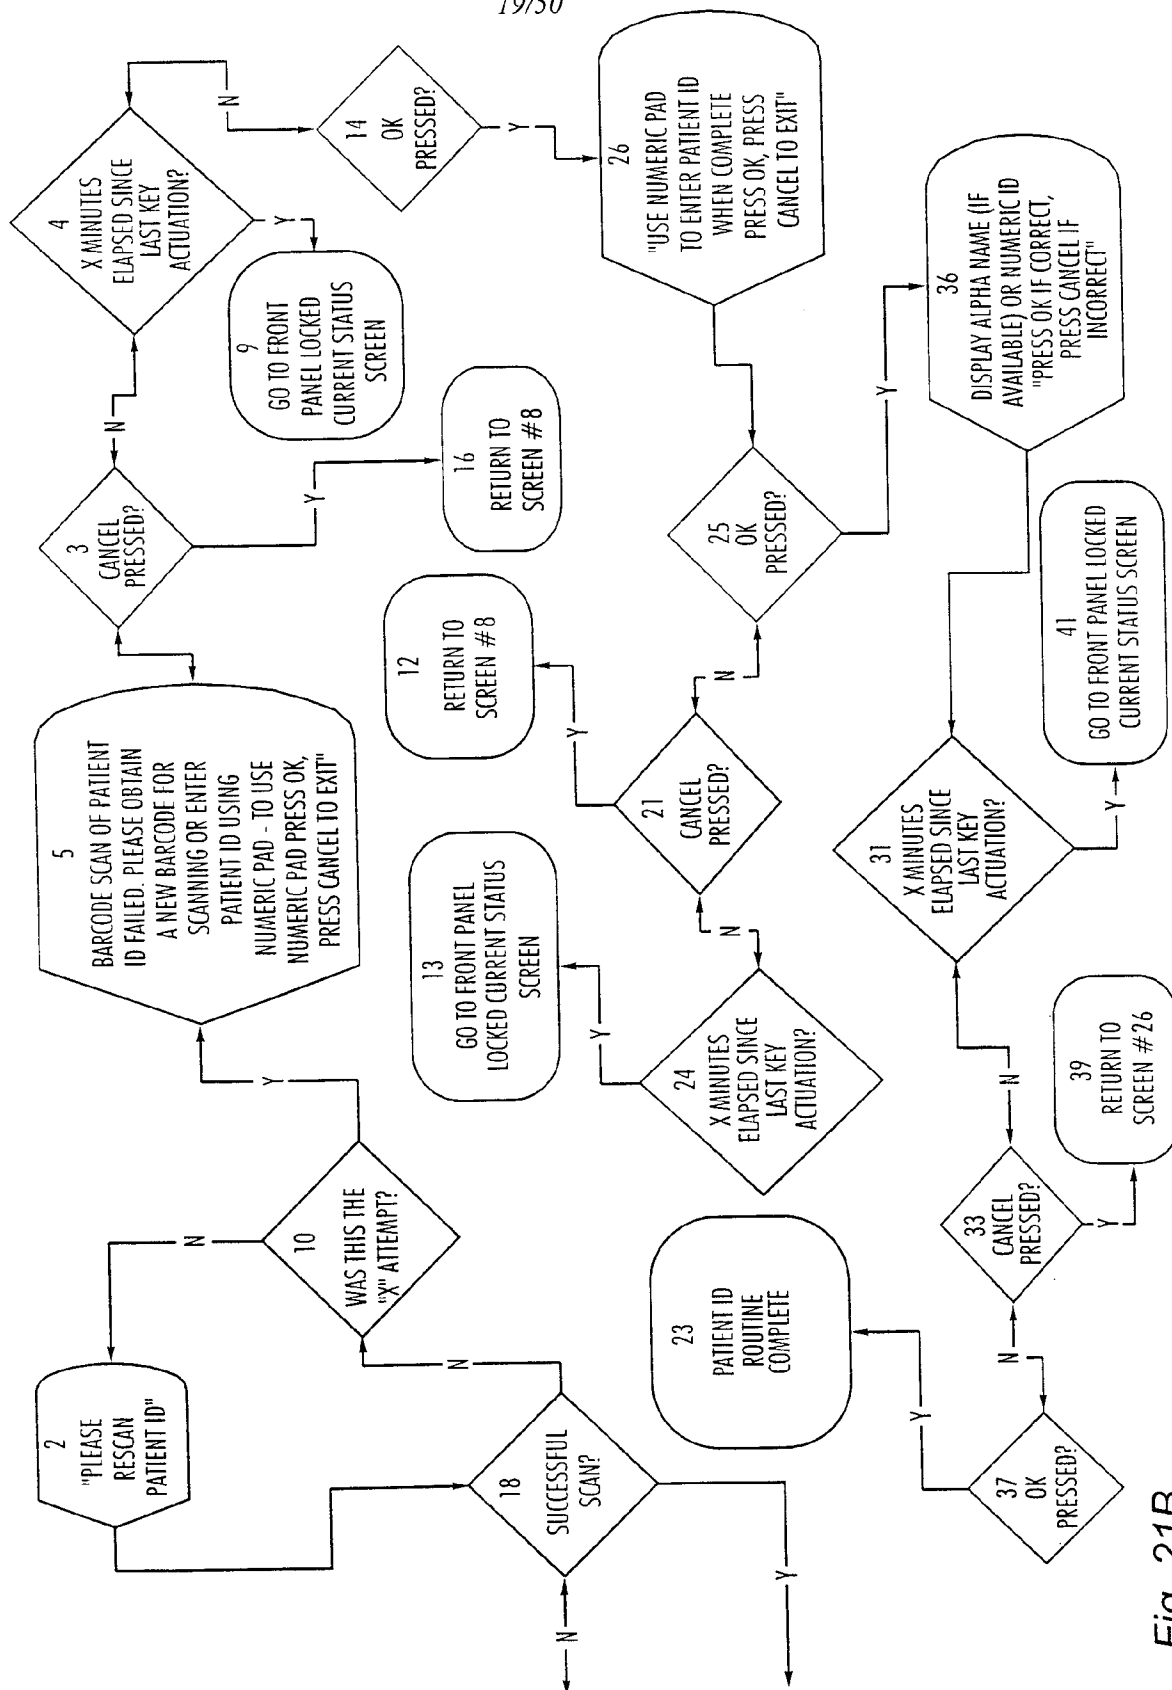 19/50
2
"PLEASE
RESCAN
PATIENT ID"
18
SUCCESSFUL
SCAN?
N
Y
N
10
WAS THIS THE
"X" ATTEMPT?
N
Y
5
BARCODE SCAN OF PATIENT
ID FAILED. PLEASE OBTAIN
A NEW BARCODE FOR
SCANNING OR ENTER
PATIENT ID USING
NUMERIC PAD - TO USE
NUMERIC PAD PRESS OK,
PRESS CANCEL TO EXIT"
3
CANCEL
PRESSED?
N
Y
16
RETURN TO
SCREEN #8
4
X MINUTES
ELAPSED SINCE
LAST KEY
ACTUATION?
Y
N
9
GO TO FRONT
PANEL LOCKED
CURRENT STATUS
SCREEN
14
OK
PRESSED?
Y
26
"USE NUMERIC PAD
TO ENTER PATIENT ID
WHEN COMPLETE
PRESS OK, PRESS
CANCEL TO EXIT"
25
OK
PRESSED?
N
Y
21
CANCEL
PRESSED?
Y
N
12
RETURN TO
SCREEN #8
24
X MINUTES
ELAPSED SINCE
LAST KEY
ACTUATION?
Y
13
GO TO FRONT PANEL
LOCKED CURRENT STATUS
SCREEN
36
DISPLAY ALPHA NAME (IF
AVAILABLE) OR NUMERIC ID
"PRESS OK IF CORRECT,
PRESS CANCEL IF
INCORRECT"
31
X MINUTES
ELAPSED SINCE
LAST KEY
ACTUATION?
Y
N
41
GO TO FRONT PANEL LOCKED
CURRENT STATUS SCREEN
33
CANCEL
PRESSED?
Y
N
39
RETURN TO
SCREEN #26
37
OK
PRESSED?
Y
23
PATIENT ID
ROUTINE
COMPLETE
Fig. 21B